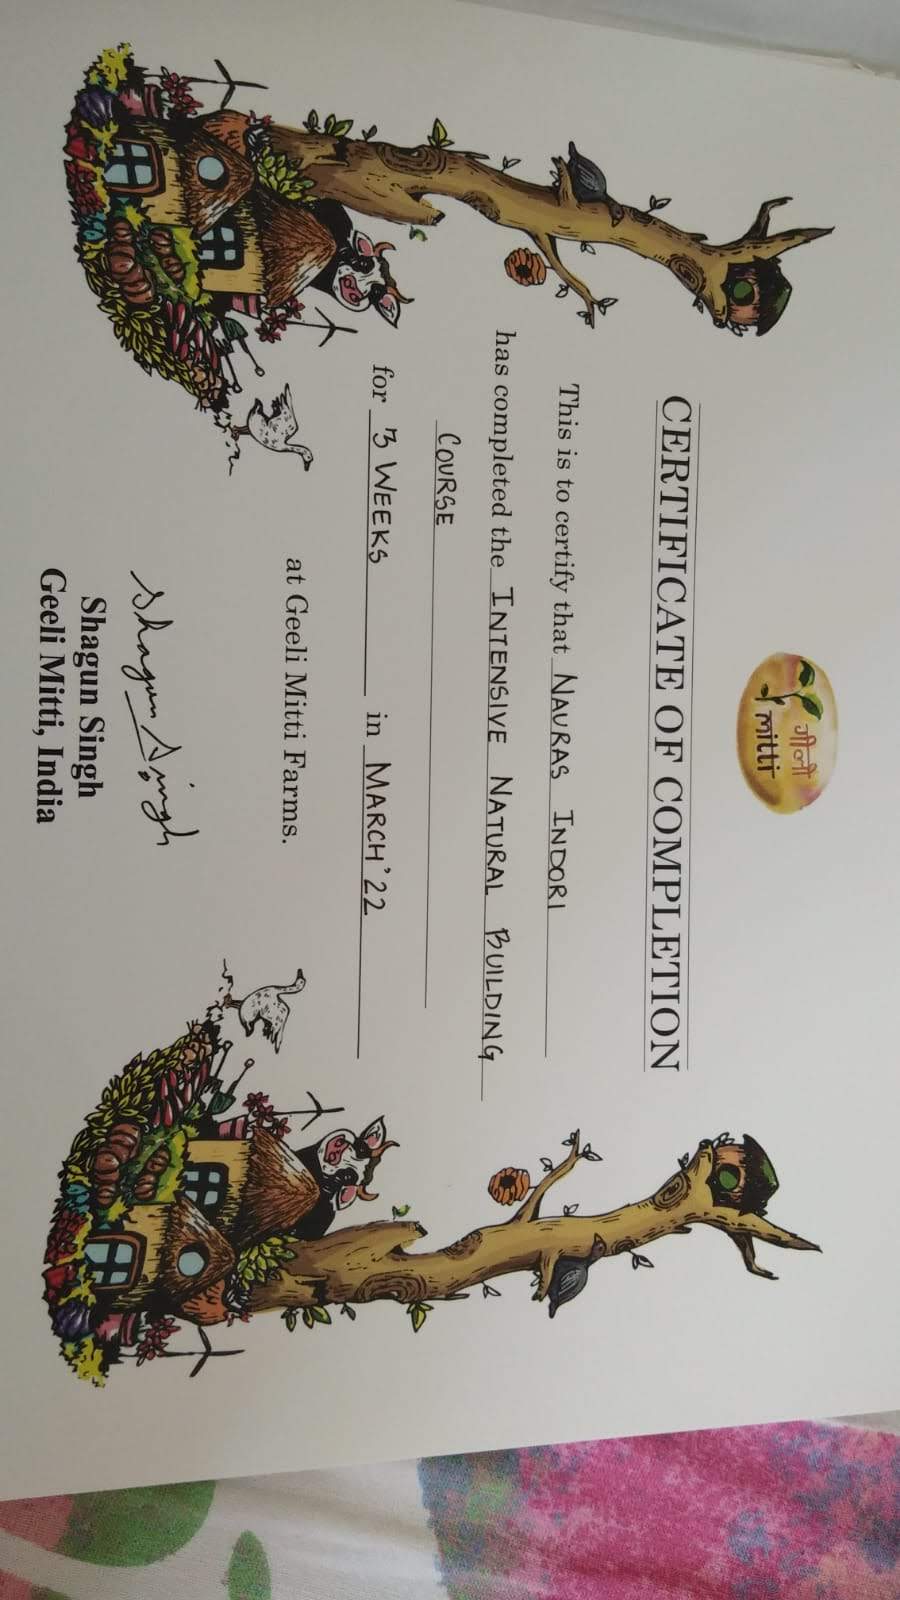 गीली
mitti
CERTIFICATE OF COMPLETION
This is to certify that NAURAS INDORI
has completed the INTENSIVE NATURAL BUILDING
COURSE
for 3 WEEKS in MARCH'22
at Geeli Mitti Farms.
Shagun Singh
Shagun Singh
Geeli Mitti, India